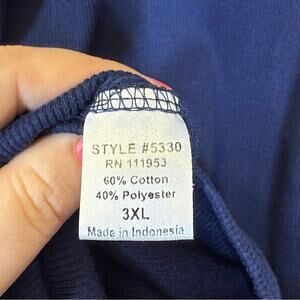 STYLE #5330
RN 111953
60% Cotton
40% Polyester
3XL
Made in Indonesia